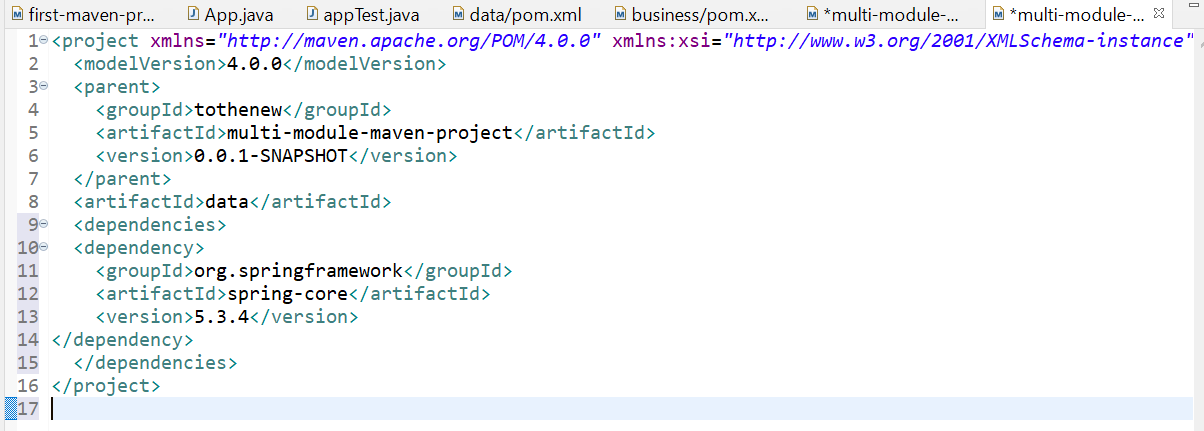 first-maven-pr... App.java appTest.java data/pom.xml business/pom.x... *multi-module-... *multi-module-...
1 <project xmlns="http://maven.apache.org/POM/4.0.0" xmlns:xsi="http://www.w3.org/2001/XMLSchema-instance"
2 <modelVersion>4.0.0</modelVersion>
3 <parent>
4 <groupId>tothenew</groupId>
5 <artifactId>multi-module-maven-project</artifactId>
6 <version>0.0.1-SNAPSHOT</version>
7 </parent>
8 <artifactId>data</artifactId>
9 <dependencies>
10 <dependency>
11 <groupId>org.springframework</groupId>
12 <artifactId>spring-core</artifactId>
13 <version>5.3.4</version>
14 </dependency>
15 </dependencies>
16 </project>
17